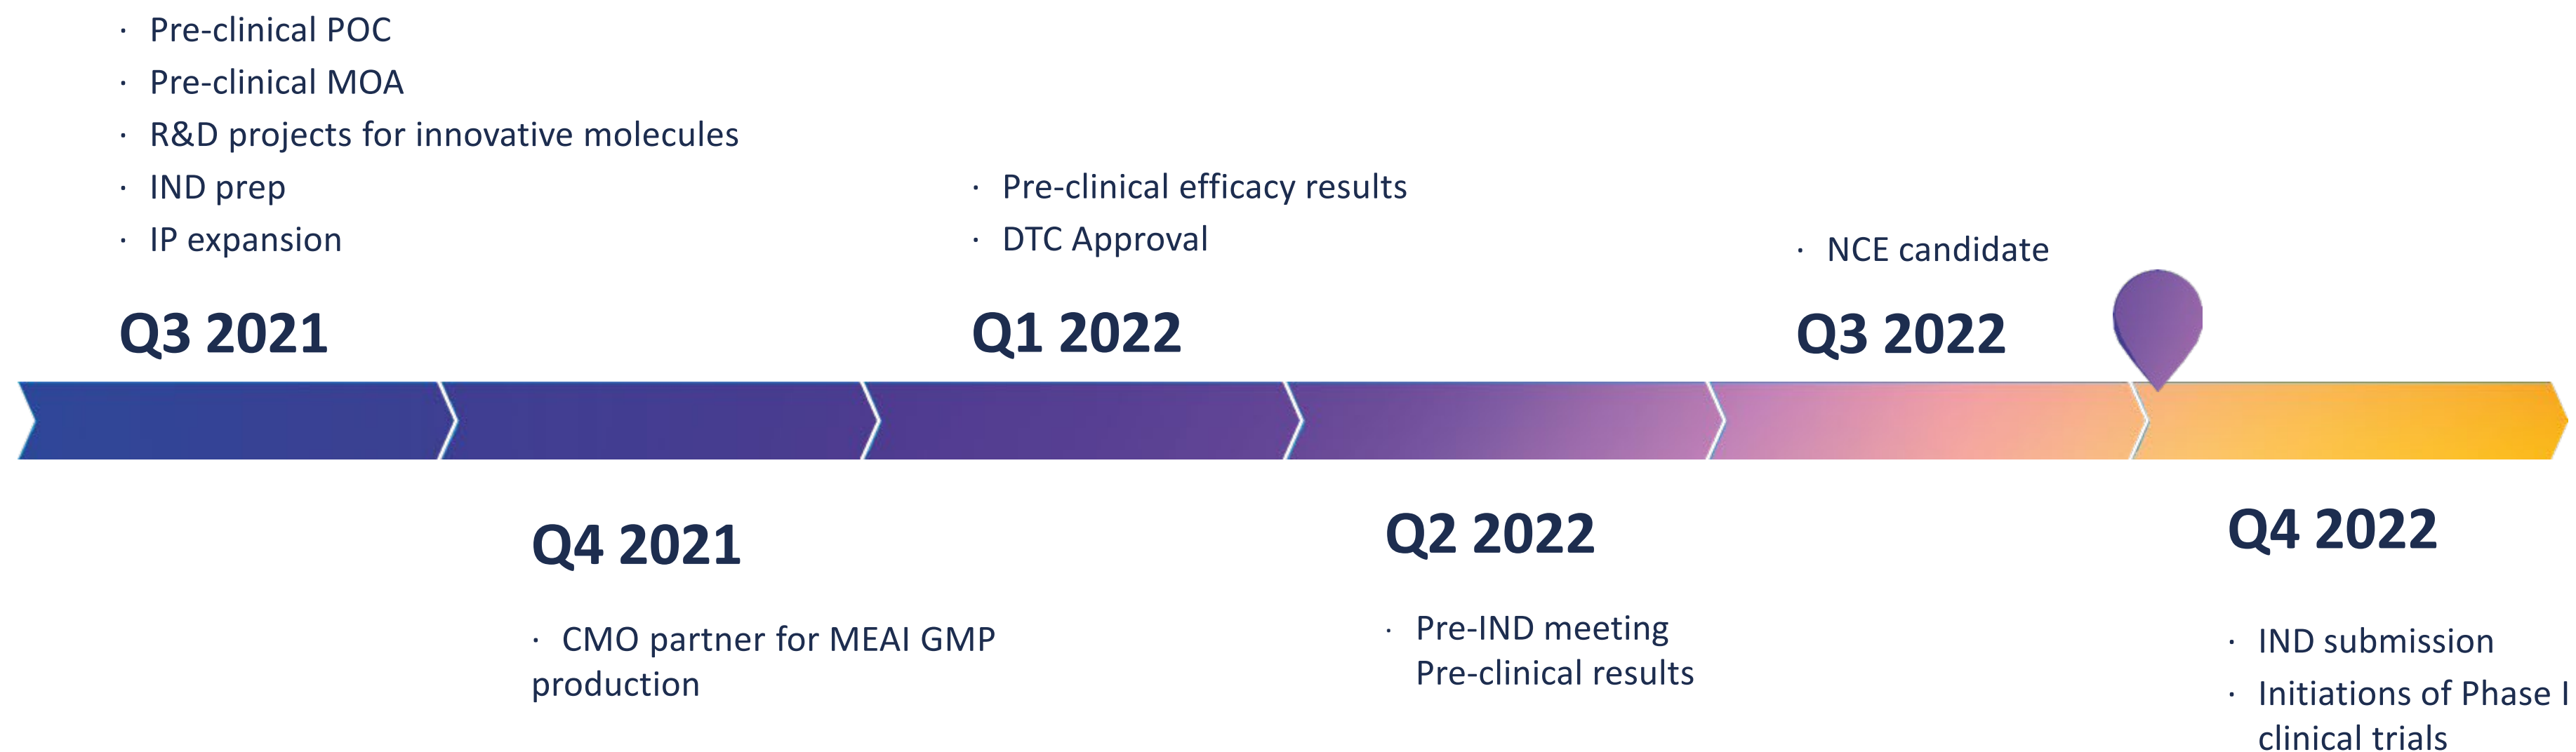 · Pre-clinical POC
· Pre-clinical MOA
· R&D projects for innovative molecules
· IND prep
· IP expansion
Q3 2021
· Pre-clinical efficacy results
· DTC Approval
Q1 2022
· NCE candidate
Q3 2022
Q4 2021
· CMO partner for MEAI GMP
production
Q2 2022
· Pre-IND meeting
Pre-clinical results
Q4 2022
· IND submission
· Initiations of Phase I
clinical trials